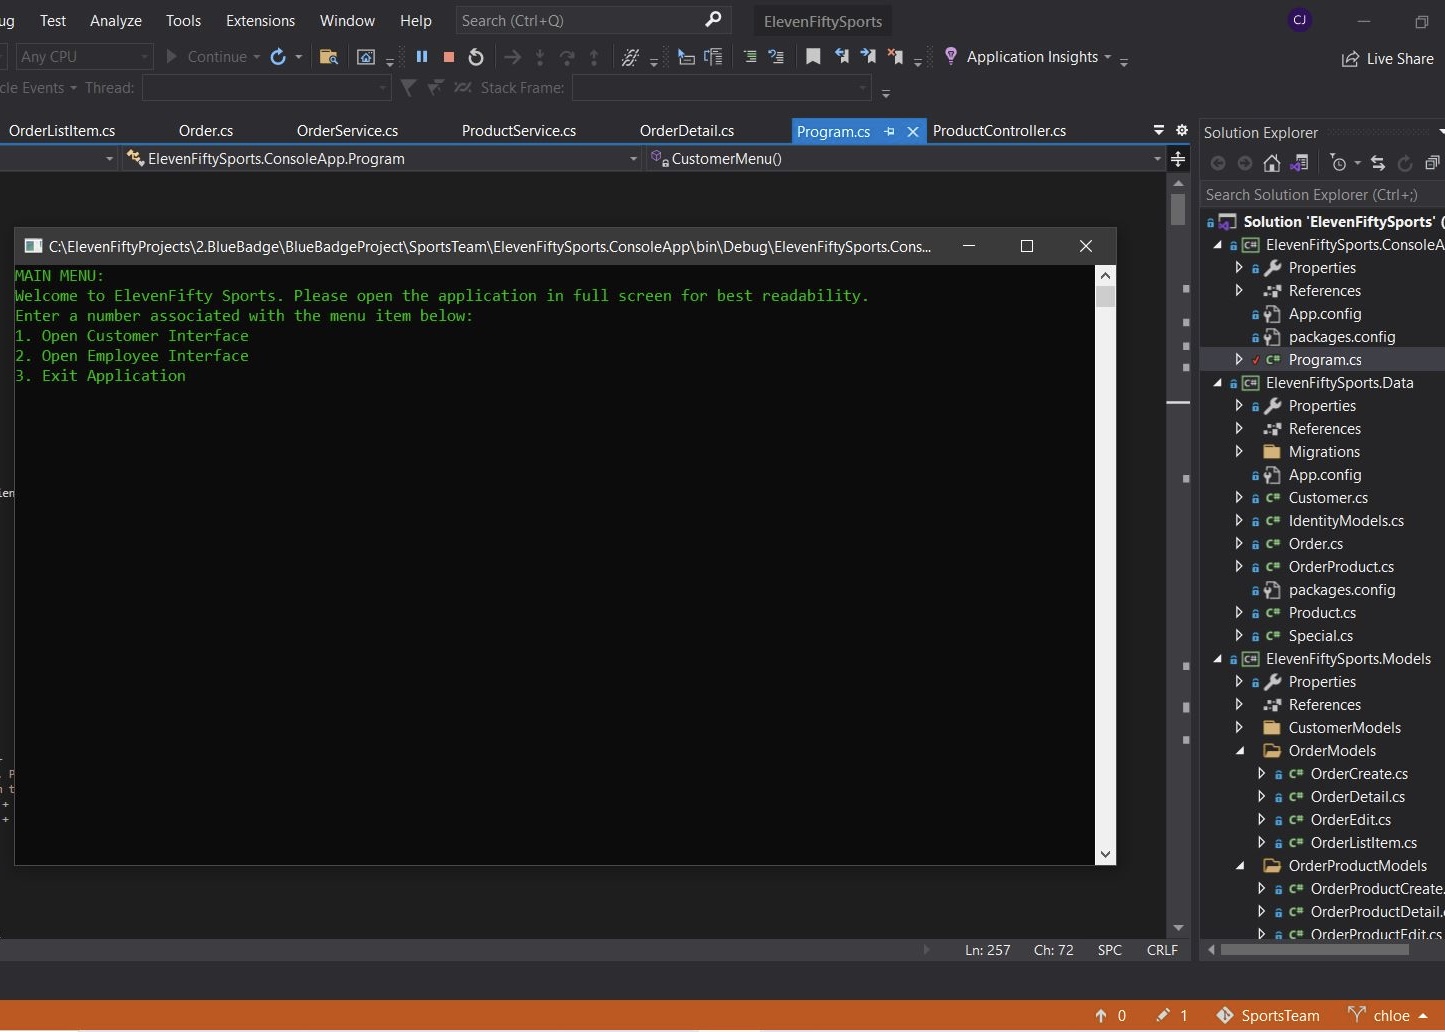 ug Test Analyze Tools Extensions Window Help Search (Ctrl+Q) ElevenFiftySports CJ
Any CPU Continue Application Insights Live Share
cle Events Thread: Stack Frame:
OrderListItem.cs Order.cs OrderService.cs ProductService.cs OrderDetail.cs Program.cs ProductController.cs
ElevenFiftySports.ConsoleApp.Program CustomerMenu()
C:\ElevenFiftyProjects\2.BlueBadge\BlueBadgeProject\SportsTeam\ElevenFiftySports.ConsoleApp\bin\Debug\ElevenFiftySports.Cons...
MAIN MENU:
Welcome to ElevenFifty Sports. Please open the application in full screen for best readability.
Enter a number associated with the menu item below:
1. Open Customer Interface
2. Open Employee Interface
3. Exit Application
ien
P
n t
+
+
Ln: 257 Ch: 72 SPC CRLF
Solution Explorer
Search Solution Explorer (Ctrl+;)
Solution 'ElevenFiftySports' (
ElevenFiftySports.ConsoleA
Properties
References
App.config
packages.config
C# Program.cs
ElevenFiftySports.Data
Properties
References
Migrations
App.config
C# Customer.cs
C# IdentityModels.cs
C# Order.cs
C# OrderProduct.cs
packages.config
C# Product.cs
C# Special.cs
ElevenFiftySports.Models
Properties
References
CustomerModels
OrderModels
C# OrderCreate.cs
C# OrderDetail.cs
C# OrderEdit.cs
C# OrderListItem.cs
OrderProductModels
C# OrderProductCreate.
C# OrderProductDetail.
C# OrderProductEdit.cs
0 1 SportsTeam chloe